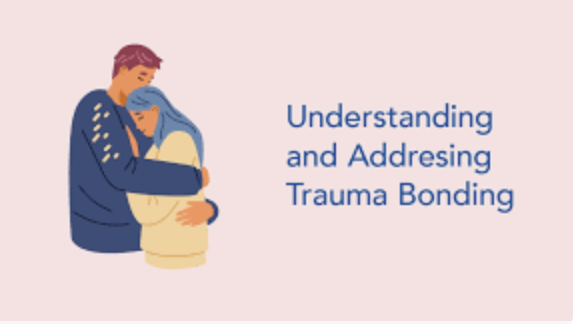 Understanding
and Addresing
Trauma Bonding